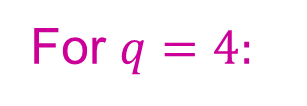 For q = 4: